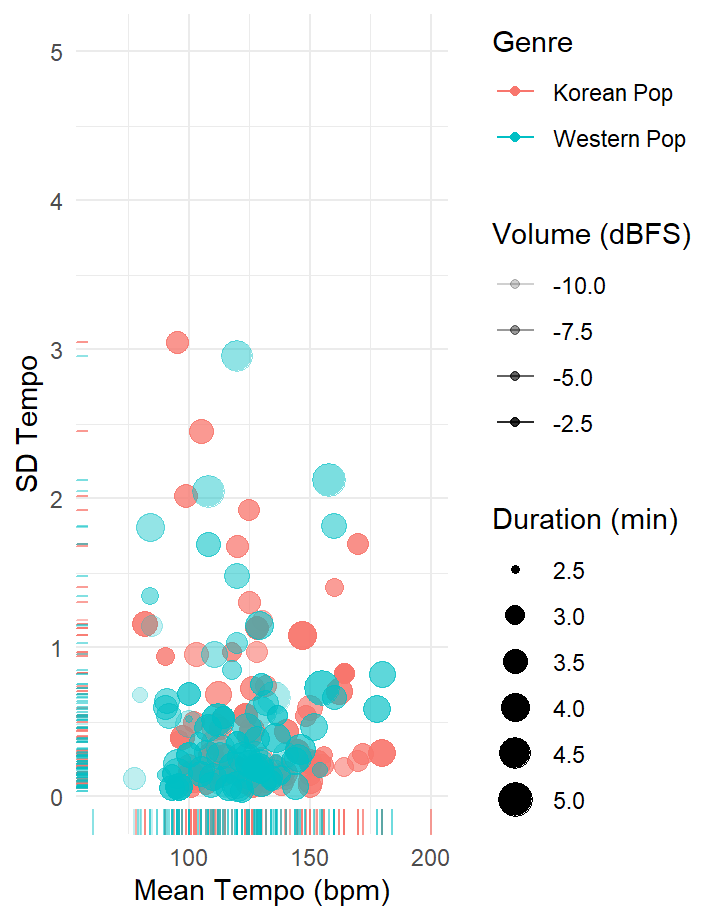 5
4
3
2
1
0
SD Tempo
100
150
200
Mean Tempo (bpm)
Genre
Korean Pop
Western Pop
Volume (dBFS)
-10.0
-7.5
-5.0
-2.5
Duration (min)
2.5
3.0
3.5
4.0
4.5
5.0